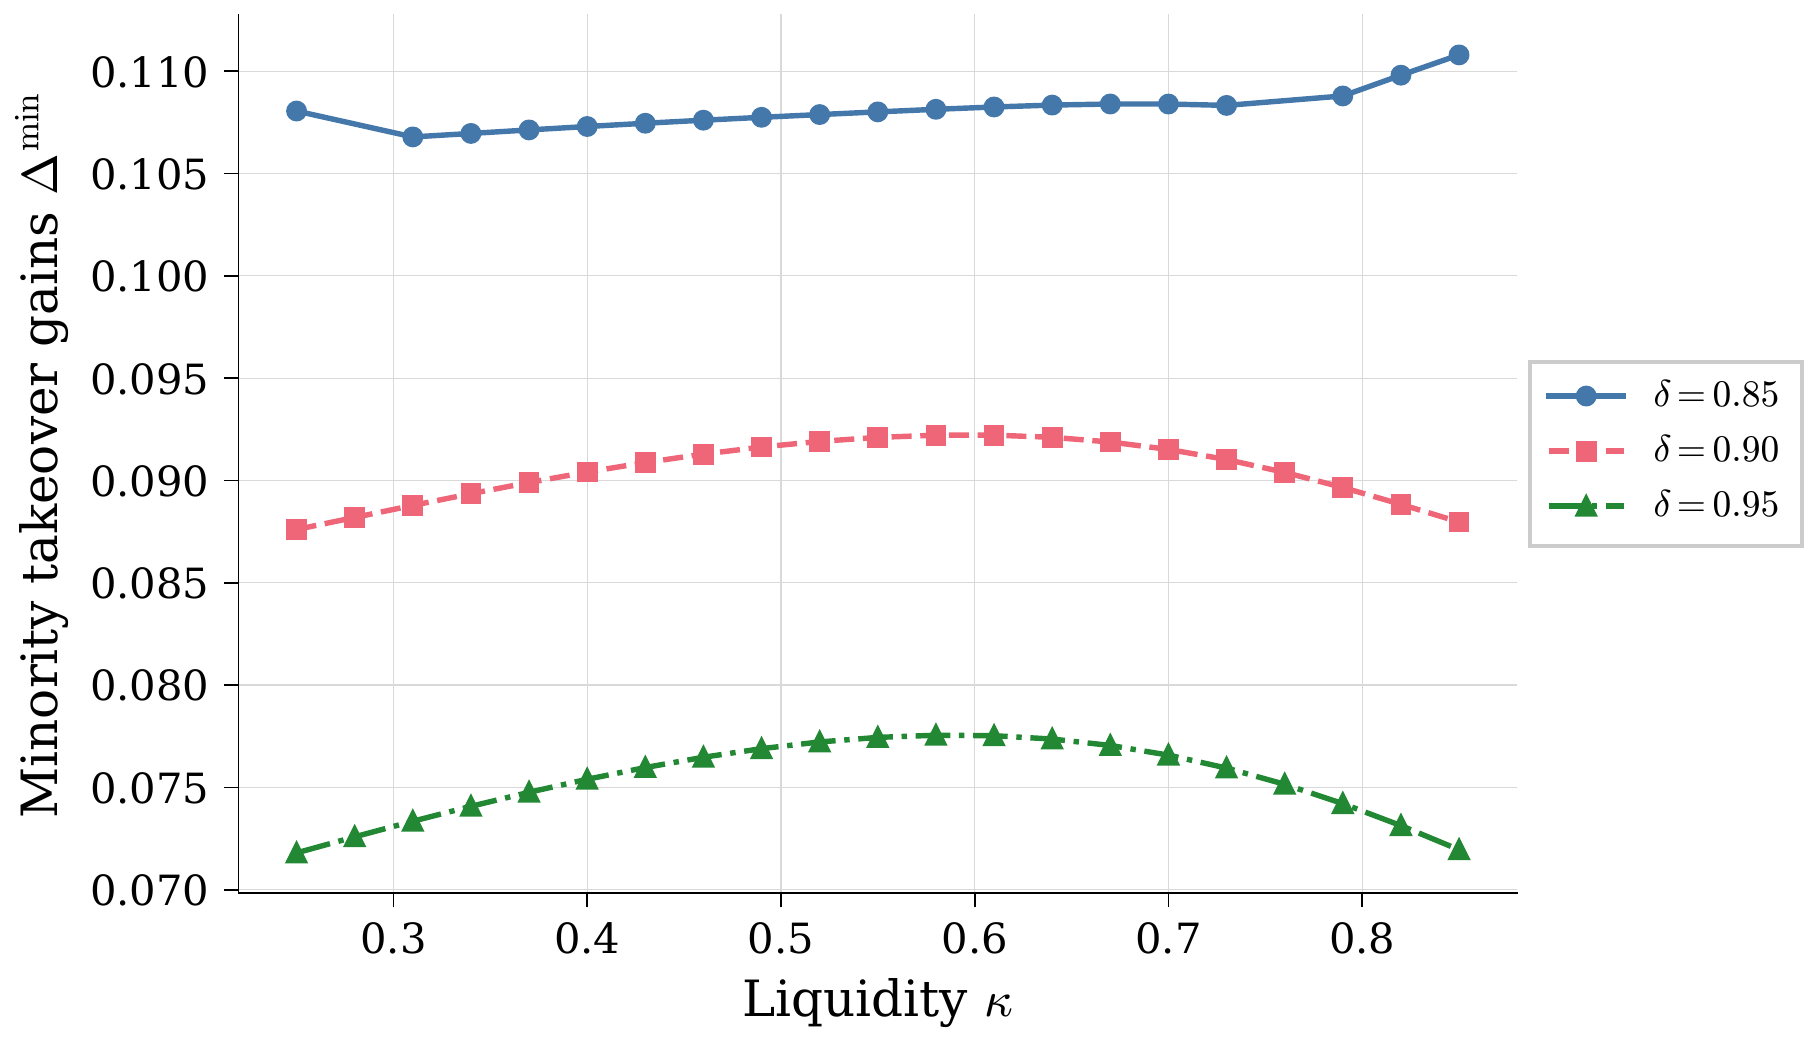 Minority takeover gains Δ^min
0.110
0.105
0.100
0.095
0.090
0.085
0.080
0.075
0.070
0.3 0.4 0.5 0.6 0.7 0.8
Liquidity κ
δ = 0.85
δ = 0.90
δ = 0.95